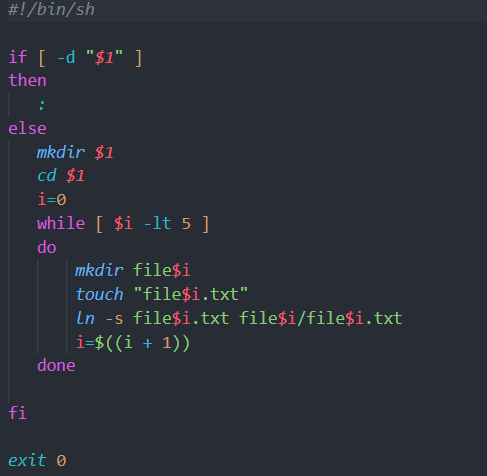 #!/bin/sh
if [ -d "$1" ]
then
:
else
mkdir $1
cd $1
i=0
while [ $i -lt 5 ]
do
mkdir file$i
touch "file$i.txt"
ln -s file$i.txt file$i/file$i.txt
i=$((i + 1))
done
fi
exit 0